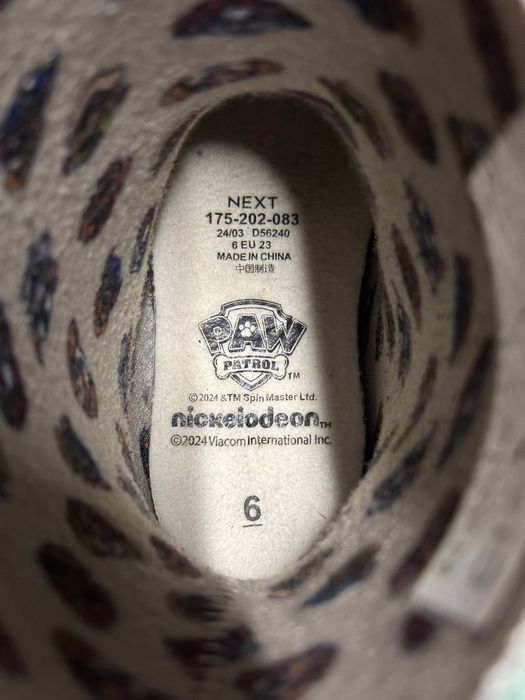 NEXT
175-202-083
24/03 D56240
6 EU 23
MADE IN CHINA
中国制造
PAW
PATROL TM
©2024 &TM Spin Master Ltd.
nickelodeon TM
©2024 Viacom International Inc.
6